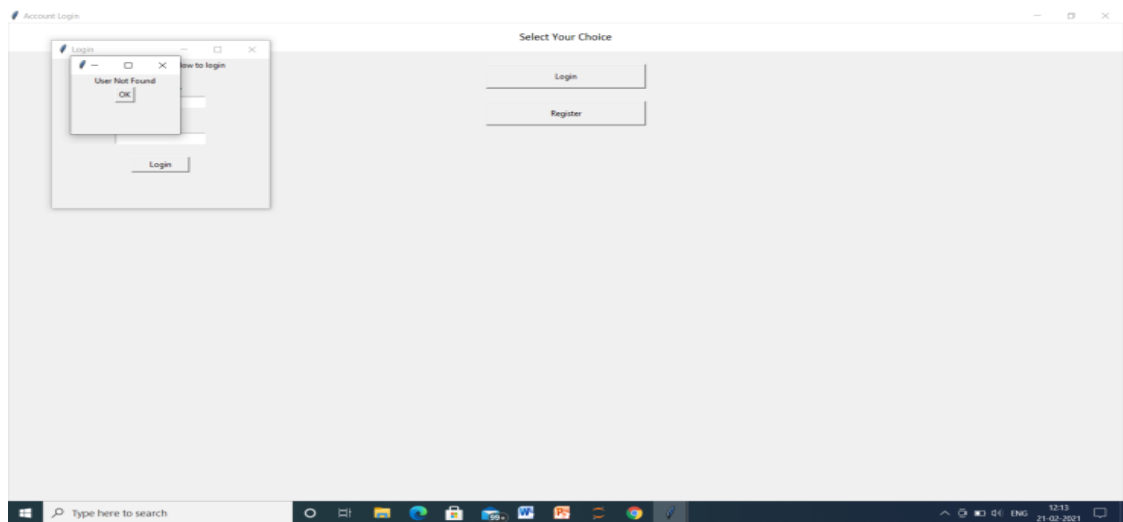 Account Login
Select Your Choice
Login
low to login
User Not Found
OK
Login
Login
Register
Type here to search
99+
ENG
12:13
21-02-2021